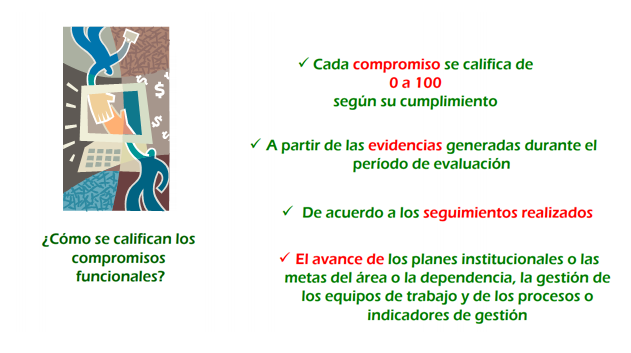 ✓ Cada compromiso se califica de
0 a 100
según su cumplimiento
✓ A partir de las evidencias generadas durante el
período de evaluación
✓ De acuerdo a los seguimientos realizados
¿Cómo se califican los
compromisos
funcionales?
✓ El avance de los planes institucionales o las
metas del área o la dependencia, la gestión de
los equipos de trabajo y de los procesos o
indicadores de gestión